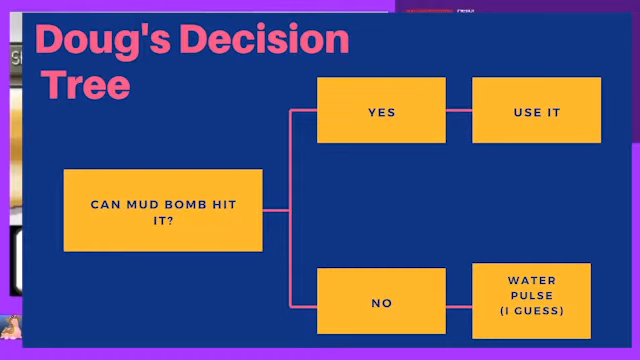 Doug's Decision
Tree
YES
USE IT
CAN MUD BOMB HIT
IT?
NO
WATER
PULSE
(I GUESS)